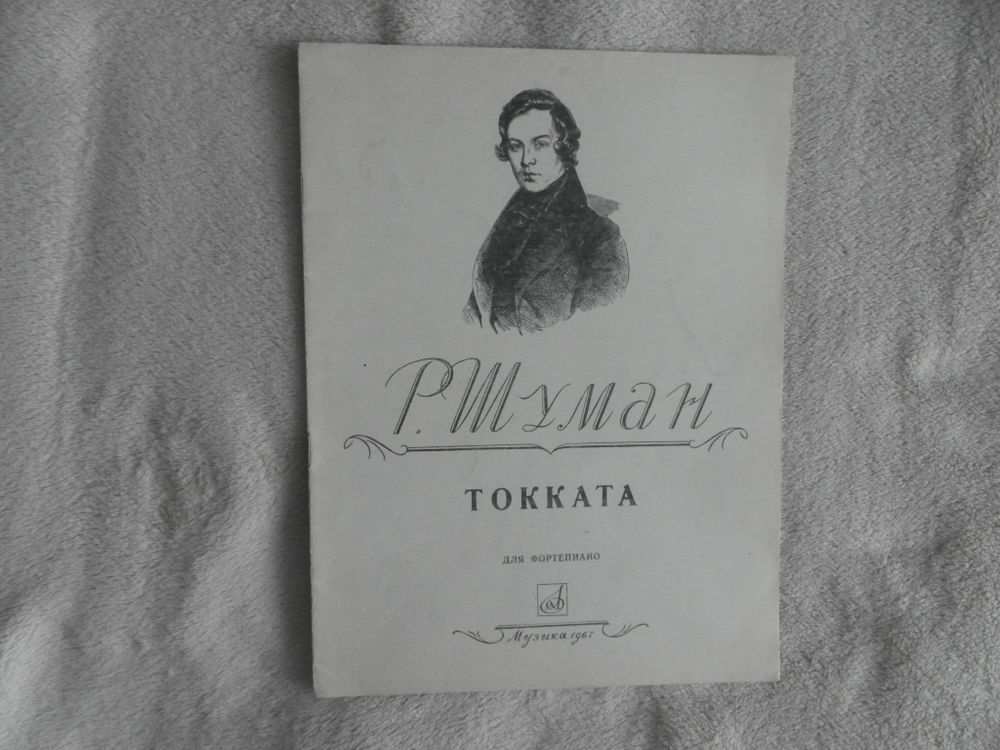 Р. Шуман
ТОККАТА
ДЛЯ ФОРТЕПИАНО
Музыка 1967